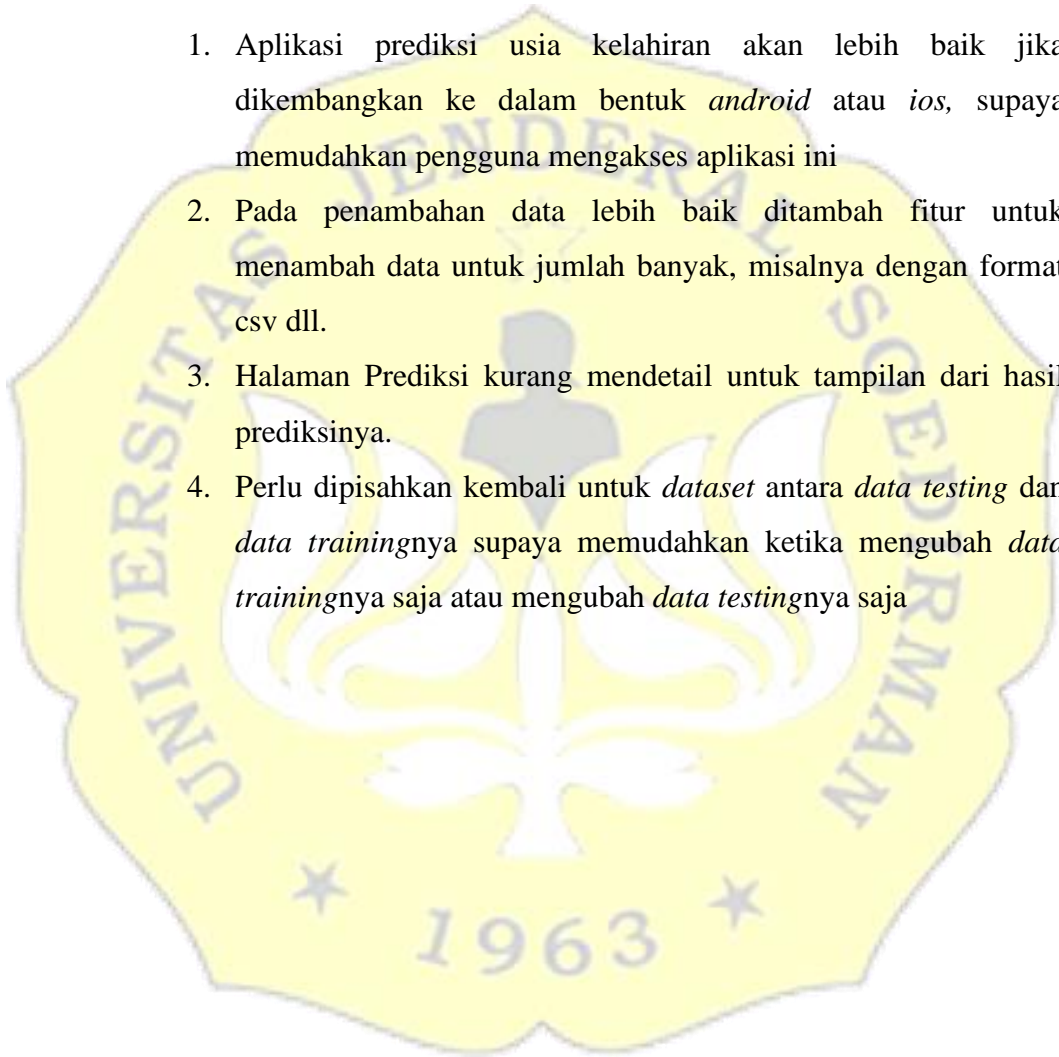 1. Aplikasi prediksi usia kelahiran akan lebih baik jika
dikembangkan ke dalam bentuk android atau ios, supaya
memudahkan pengguna mengakses aplikasi ini
2. Pada penambahan data lebih baik ditambah fitur untuk
menambah data untuk jumlah banyak, misalnya dengan format
csv dll.
3. Halaman Prediksi kurang mendetail untuk tampilan dari hasil
prediksinya.
4. Perlu dipisahkan kembali untuk dataset antara data testing dan
data trainingnya supaya memudahkan ketika mengubah data
trainingnya saja atau mengubah data testingnya saja
UNIVERSITAS JENDERAL SOEDIRMAN
1963